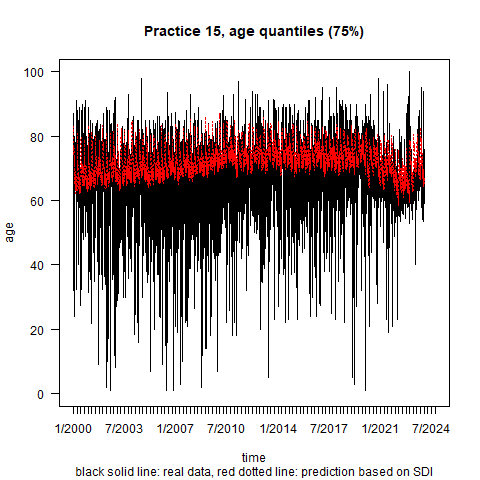 Practice 15, age quantiles (75%)
100
80
60
40
20
0
age
1/2000 7/2003 1/2007 7/2010 1/2014 7/2017 1/2021 7/2024
time
black solid line: real data, red dotted line: prediction based on SDI